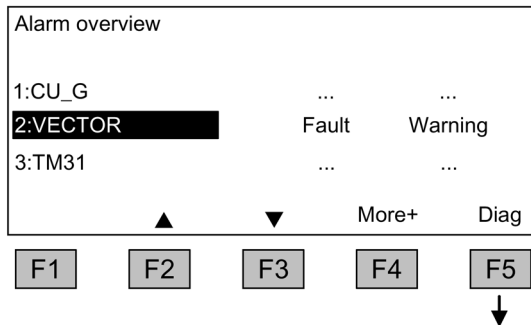 Alarm overview
1:CU_G ... ...
2:VECTOR Fault Warning
3:TM31 ... ...
▲ ▼ More+ Diag
F1 F2 F3 F4 F5